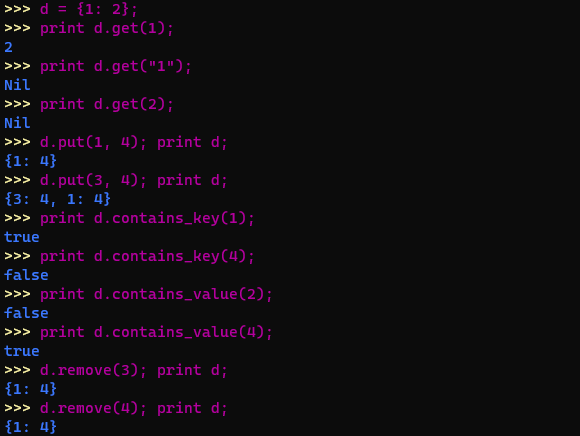 >>> d = {1: 2};
>>> print d.get(1);
2
>>> print d.get("1");
Nil
>>> print d.get(2);
Nil
>>> d.put(1, 4); print d;
{1: 4}
>>> d.put(3, 4); print d;
{3: 4, 1: 4}
>>> print d.contains_key(1);
true
>>> print d.contains_key(4);
false
>>> print d.contains_value(2);
false
>>> print d.contains_value(4);
true
>>> d.remove(3); print d;
{1: 4}
>>> d.remove(4); print d;
{1: 4}